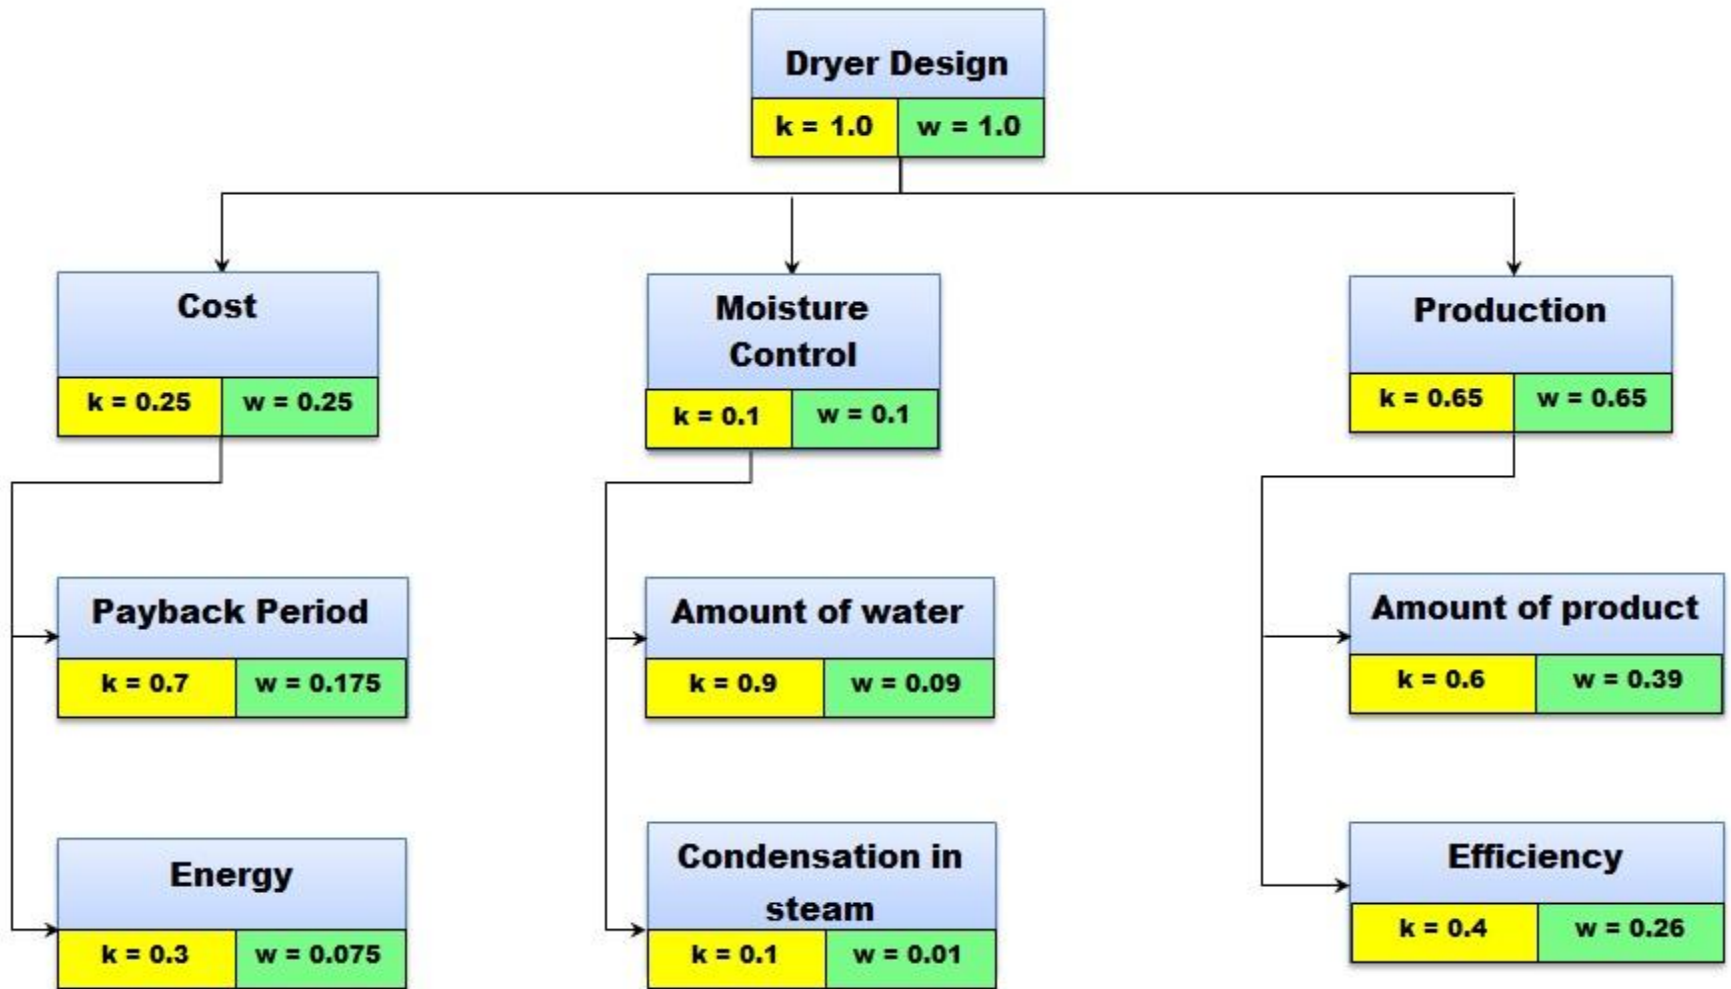 Dryer Design
k = 1.0 w = 1.0
Cost
k = 0.25 w = 0.25
Moisture
Control
k = 0.1 w = 0.1
Production
k = 0.65 w = 0.65
Payback Period
k = 0.7 w = 0.175
Amount of water
k = 0.9 w = 0.09
Amount of product
k = 0.6 w = 0.39
Energy
k = 0.3 w = 0.075
Condensation in
steam
k = 0.1 w = 0.01
Efficiency
k = 0.4 w = 0.26